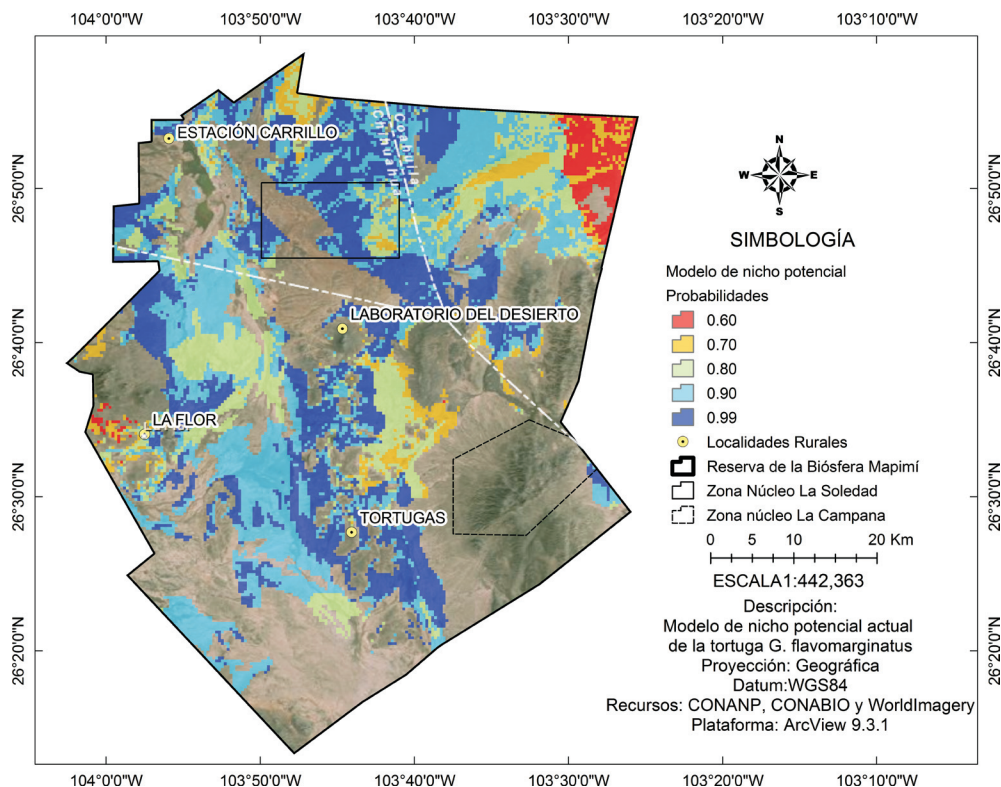 104°0'0"W 103°50'0"W 103°40'0"W 103°30'0"W 103°20'0"W 103°10'0"W
26°50'0"N
26°40'0"N
26°30'0"N
26°20'0"N
ESTACIÓN CARRILLO
Coahuila
Chihuahua
LABORATORIO DEL DESIERTO
LA FLOR
TORTUGAS
N
W E
S
SIMBOLOGÍA
Modelo de nicho potencial
Probabilidades
0.60
0.70
0.80
0.90
0.99
Localidades Rurales
Reserva de la Biósfera Mapimí
Zona Núcleo La Soledad
Zona núcleo La Campana
0 5 10 20 Km
ESCALA1:442,363
Descripción:
Modelo de nicho potencial actual
de la tortuga G. flavomarginatus
Proyección: Geográfica
Datum:WGS84
Recursos: CONANP, CONABIO y WorldImagery
Plataforma: ArcView 9.3.1
26°50'0"N
26°40'0"N
26°30'0"N
26°20'0"N
104°0'0"W 103°50'0"W 103°40'0"W 103°30'0"W 103°20'0"W 103°10'0"W